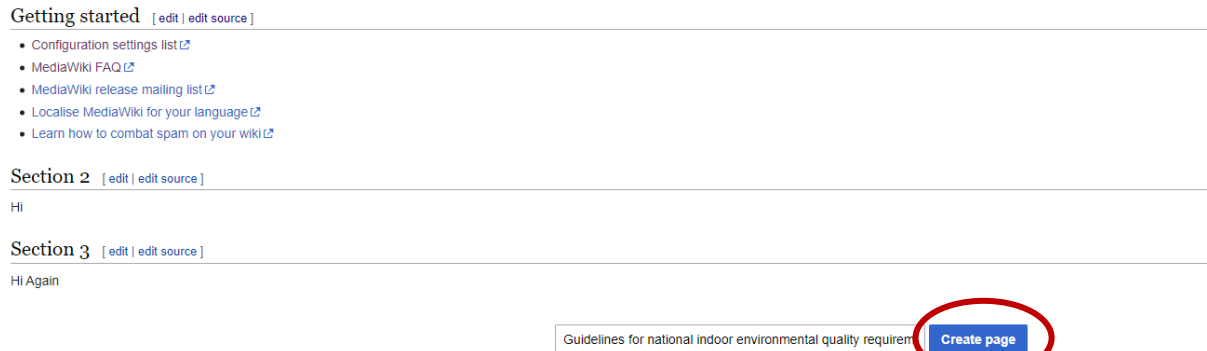 Getting started [ edit | edit source ]
Configuration settings list
MediaWiki FAQ
MediaWiki release mailing list
Localise MediaWiki for your language
Learn how to combat spam on your wiki
Section 2 [ edit | edit source ]
Hi
Section 3 [ edit | edit source ]
Hi Again
Guidelines for national indoor environmental quality requirem Create page